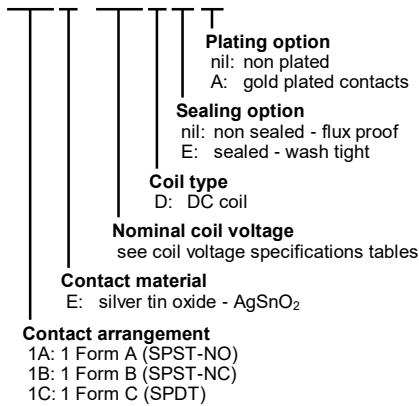 Plating option
nil: non plated
A: gold plated contacts
Sealing option
nil: non sealed - flux proof
E: sealed - wash tight
Coil type
D: DC coil
Nominal coil voltage
see coil voltage specifications tables
Contact material
E: silver tin oxide - AgSnO₂
Contact arrangement
1A: 1 Form A (SPST-NO)
1B: 1 Form B (SPST-NC)
1C: 1 Form C (SPDT)